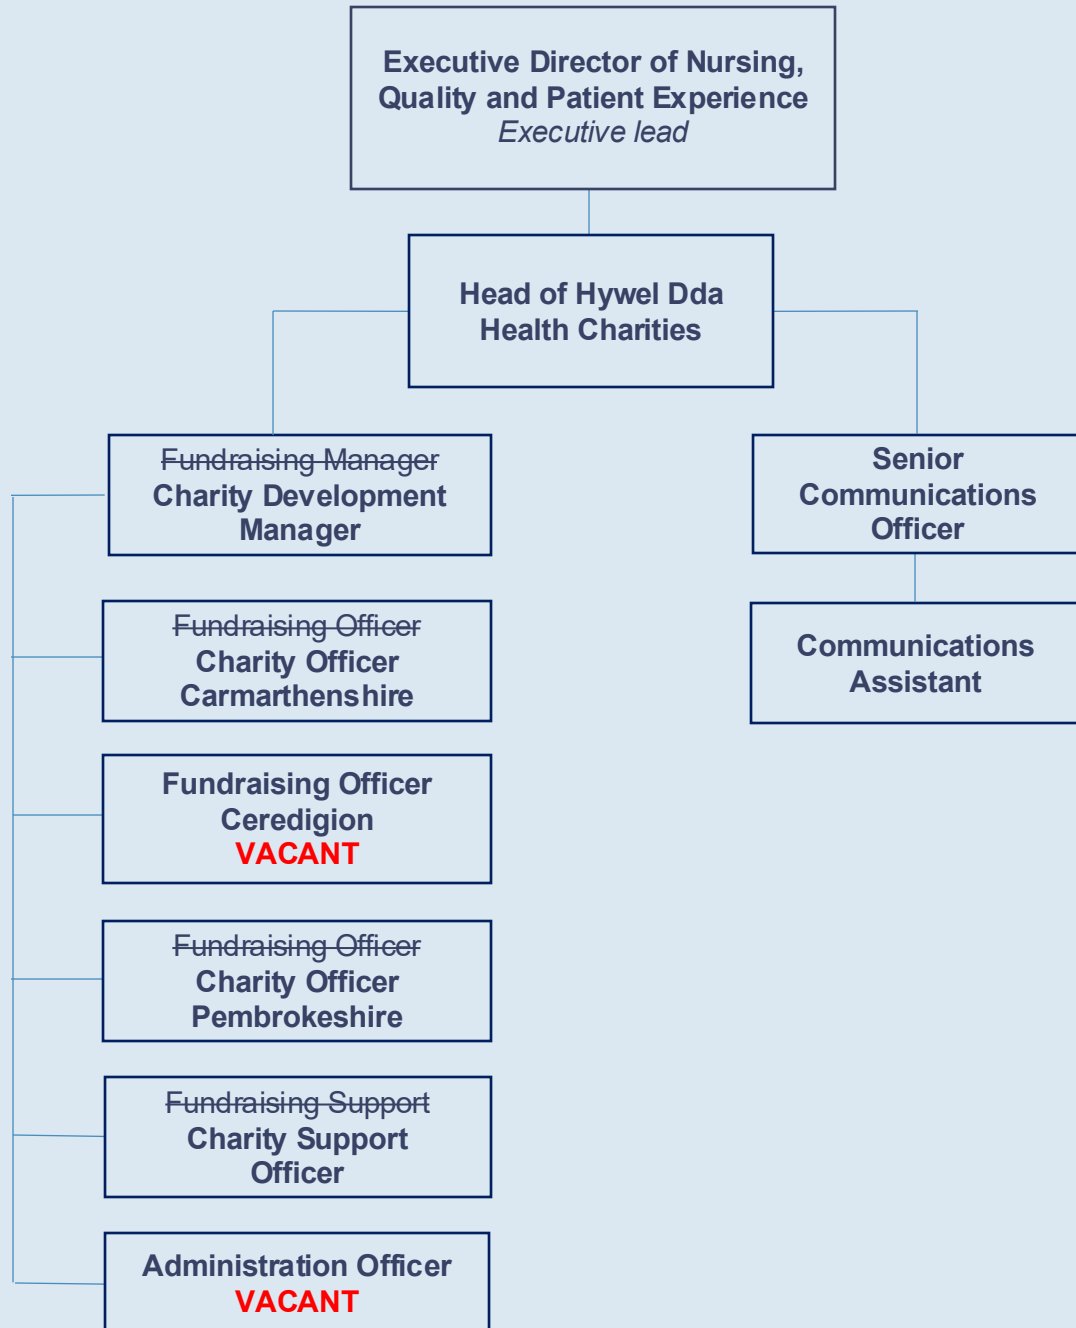 Executive Director of Nursing,
Quality and Patient Experience
Executive lead
Head of Hywel Dda
Health Charities
Fundraising Manager
Charity Development
Manager
Senior
Communications
Officer
Fundraising Officer
Charity Officer
Carmarthenshire
Communications
Assistant
Fundraising Officer
Ceredigion
VACANT
Fundraising Officer
Charity Officer
Pembrokeshire
Fundraising Support
Charity Support
Officer
Administration Officer
VACANT